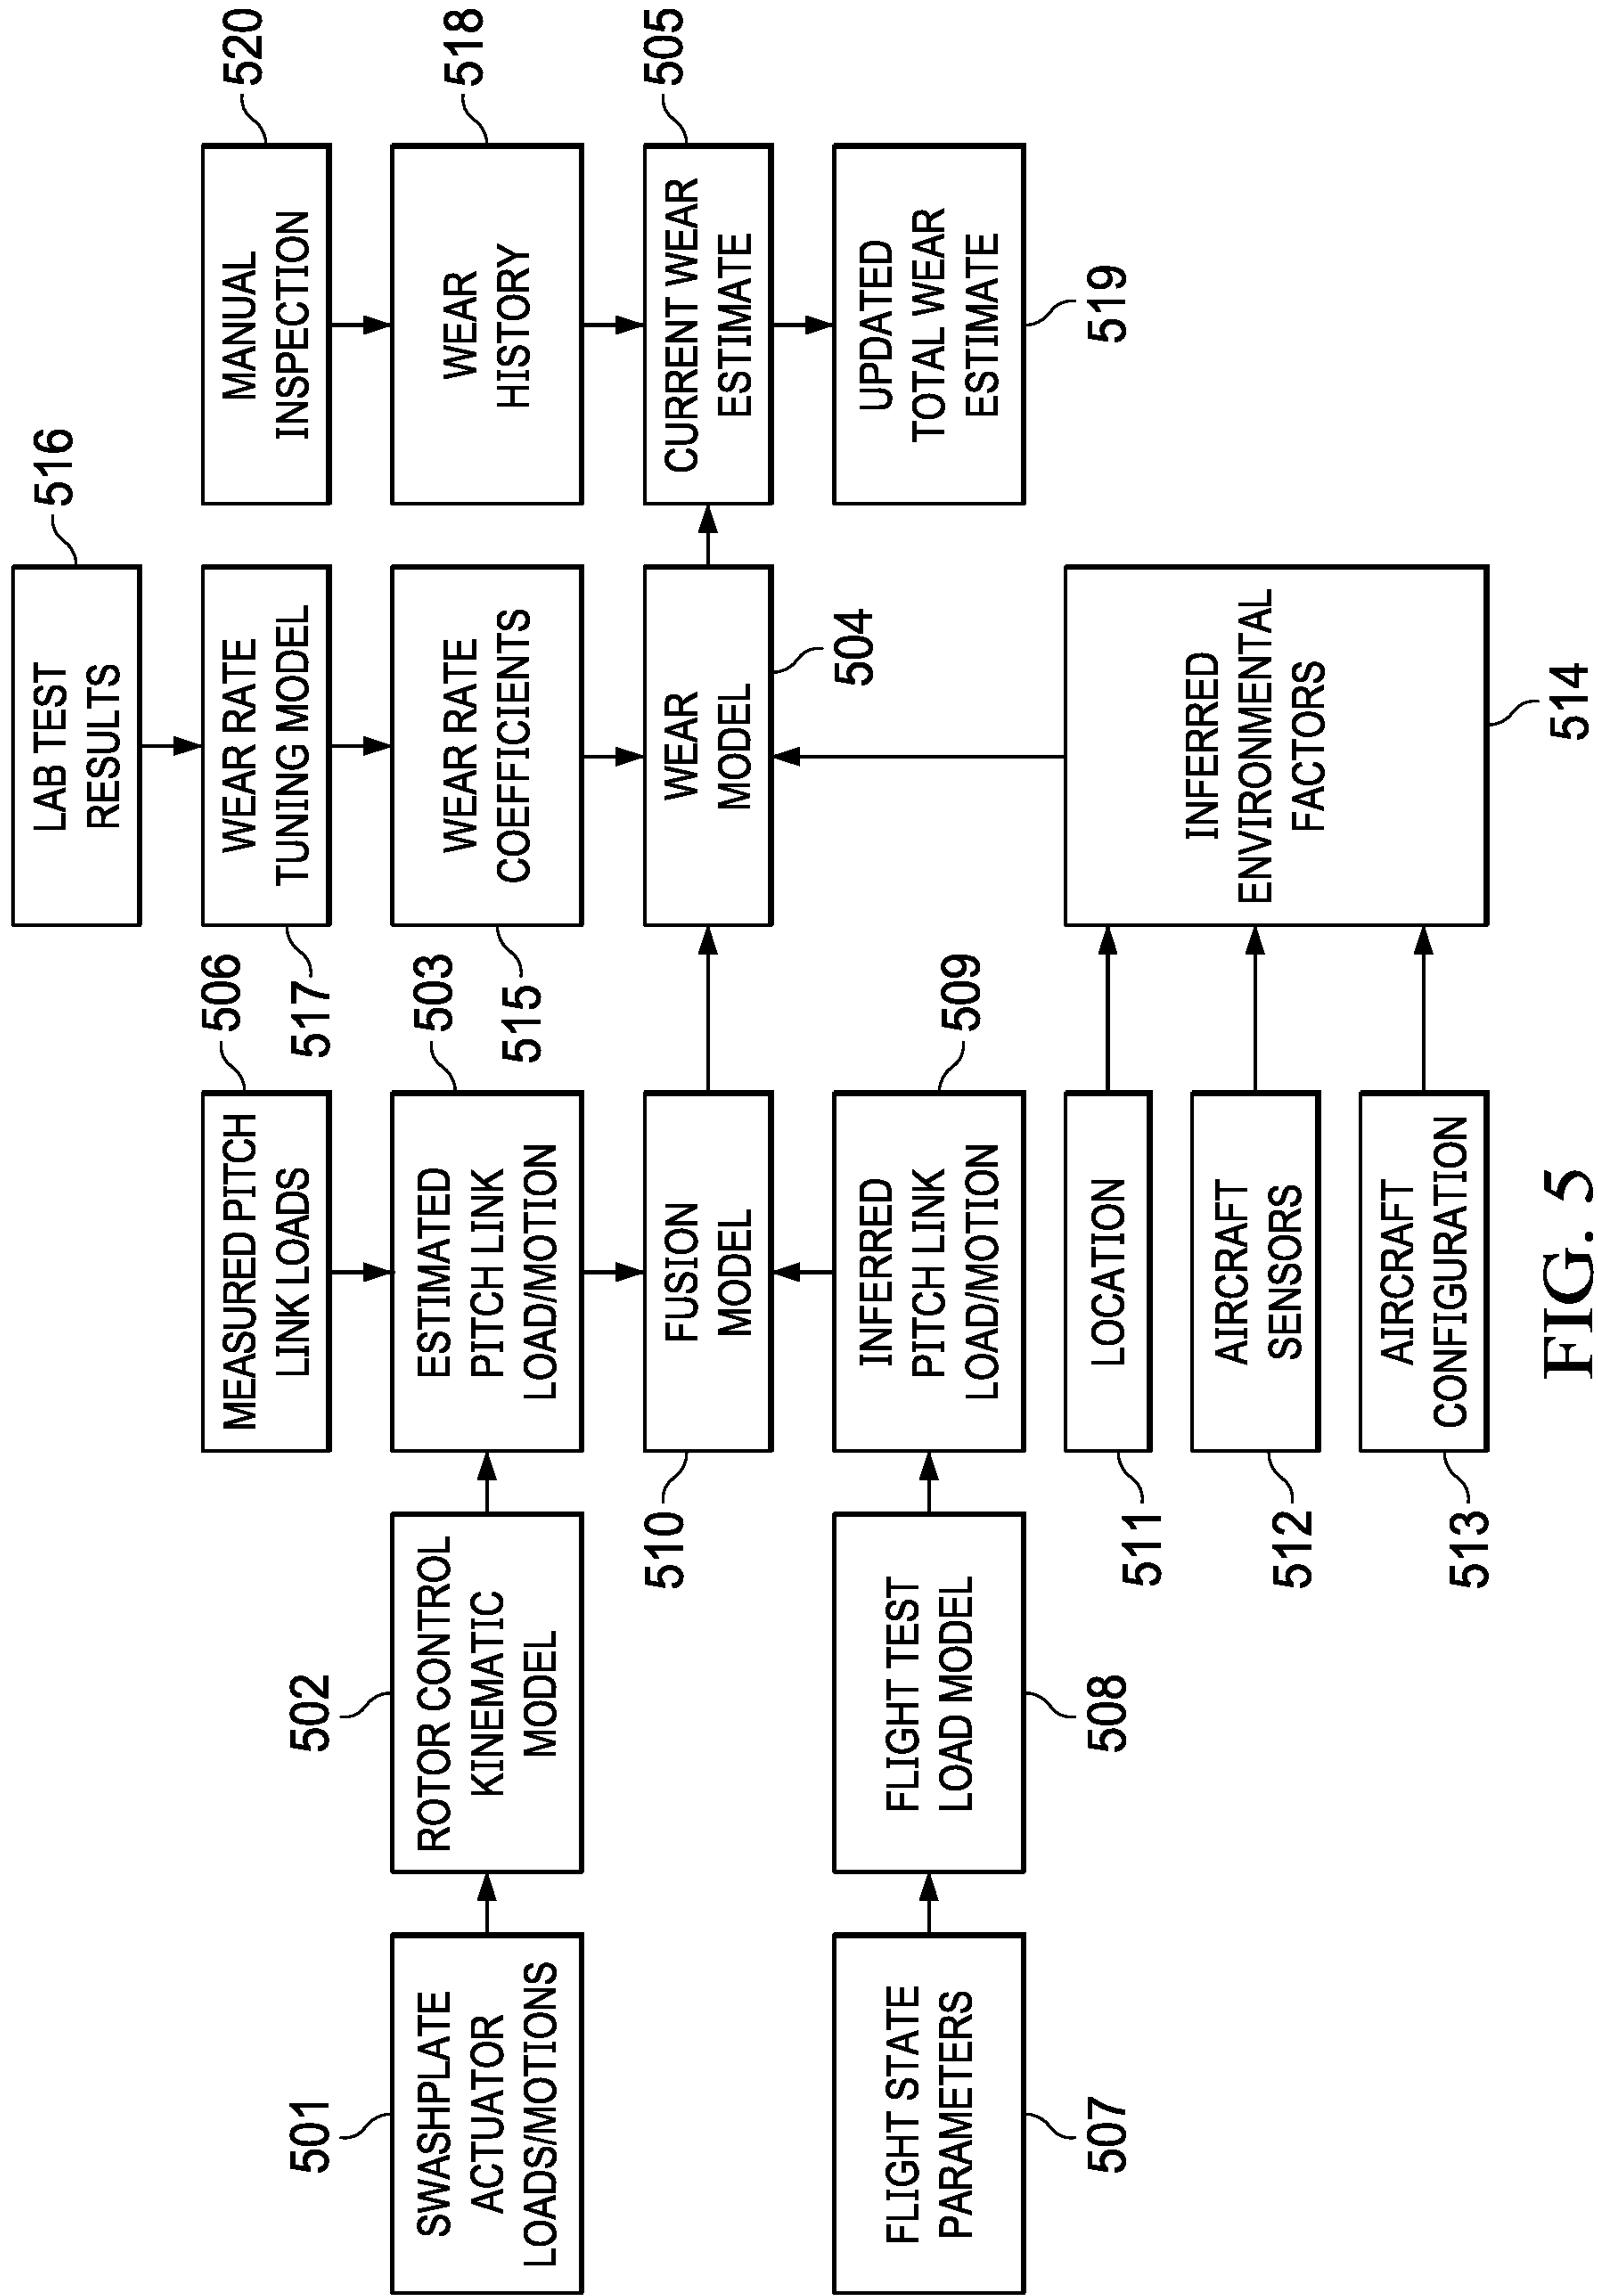 516
LAB TEST
RESULTS
506
MEASURED PITCH
LINK LOADS
517
WEAR RATE
TUNING MODEL
520
MANUAL
INSPECTION
501
SWASHPLATE
ACTUATOR
LOADS/MOTIONS
502
ROTOR CONTROL
KINEMATIC
MODEL
503
ESTIMATED
PITCH LINK
LOAD/MOTION
515
WEAR RATE
COEFFICIENTS
518
WEAR
HISTORY
510
FUSION
MODEL
WEAR
MODEL
504
505
CURRENT WEAR
ESTIMATE
507
FLIGHT STATE
PARAMETERS
508
FLIGHT TEST
LOAD MODEL
509
INFERRED
PITCH LINK
LOAD/MOTION
UPDATED
TOTAL WEAR
ESTIMATE
519
511
LOCATION
512
AIRCRAFT
SENSORS
513
AIRCRAFT
CONFIGURATION
INFERRED
ENVIRONMENTAL
FACTORS
514
FIG. 5